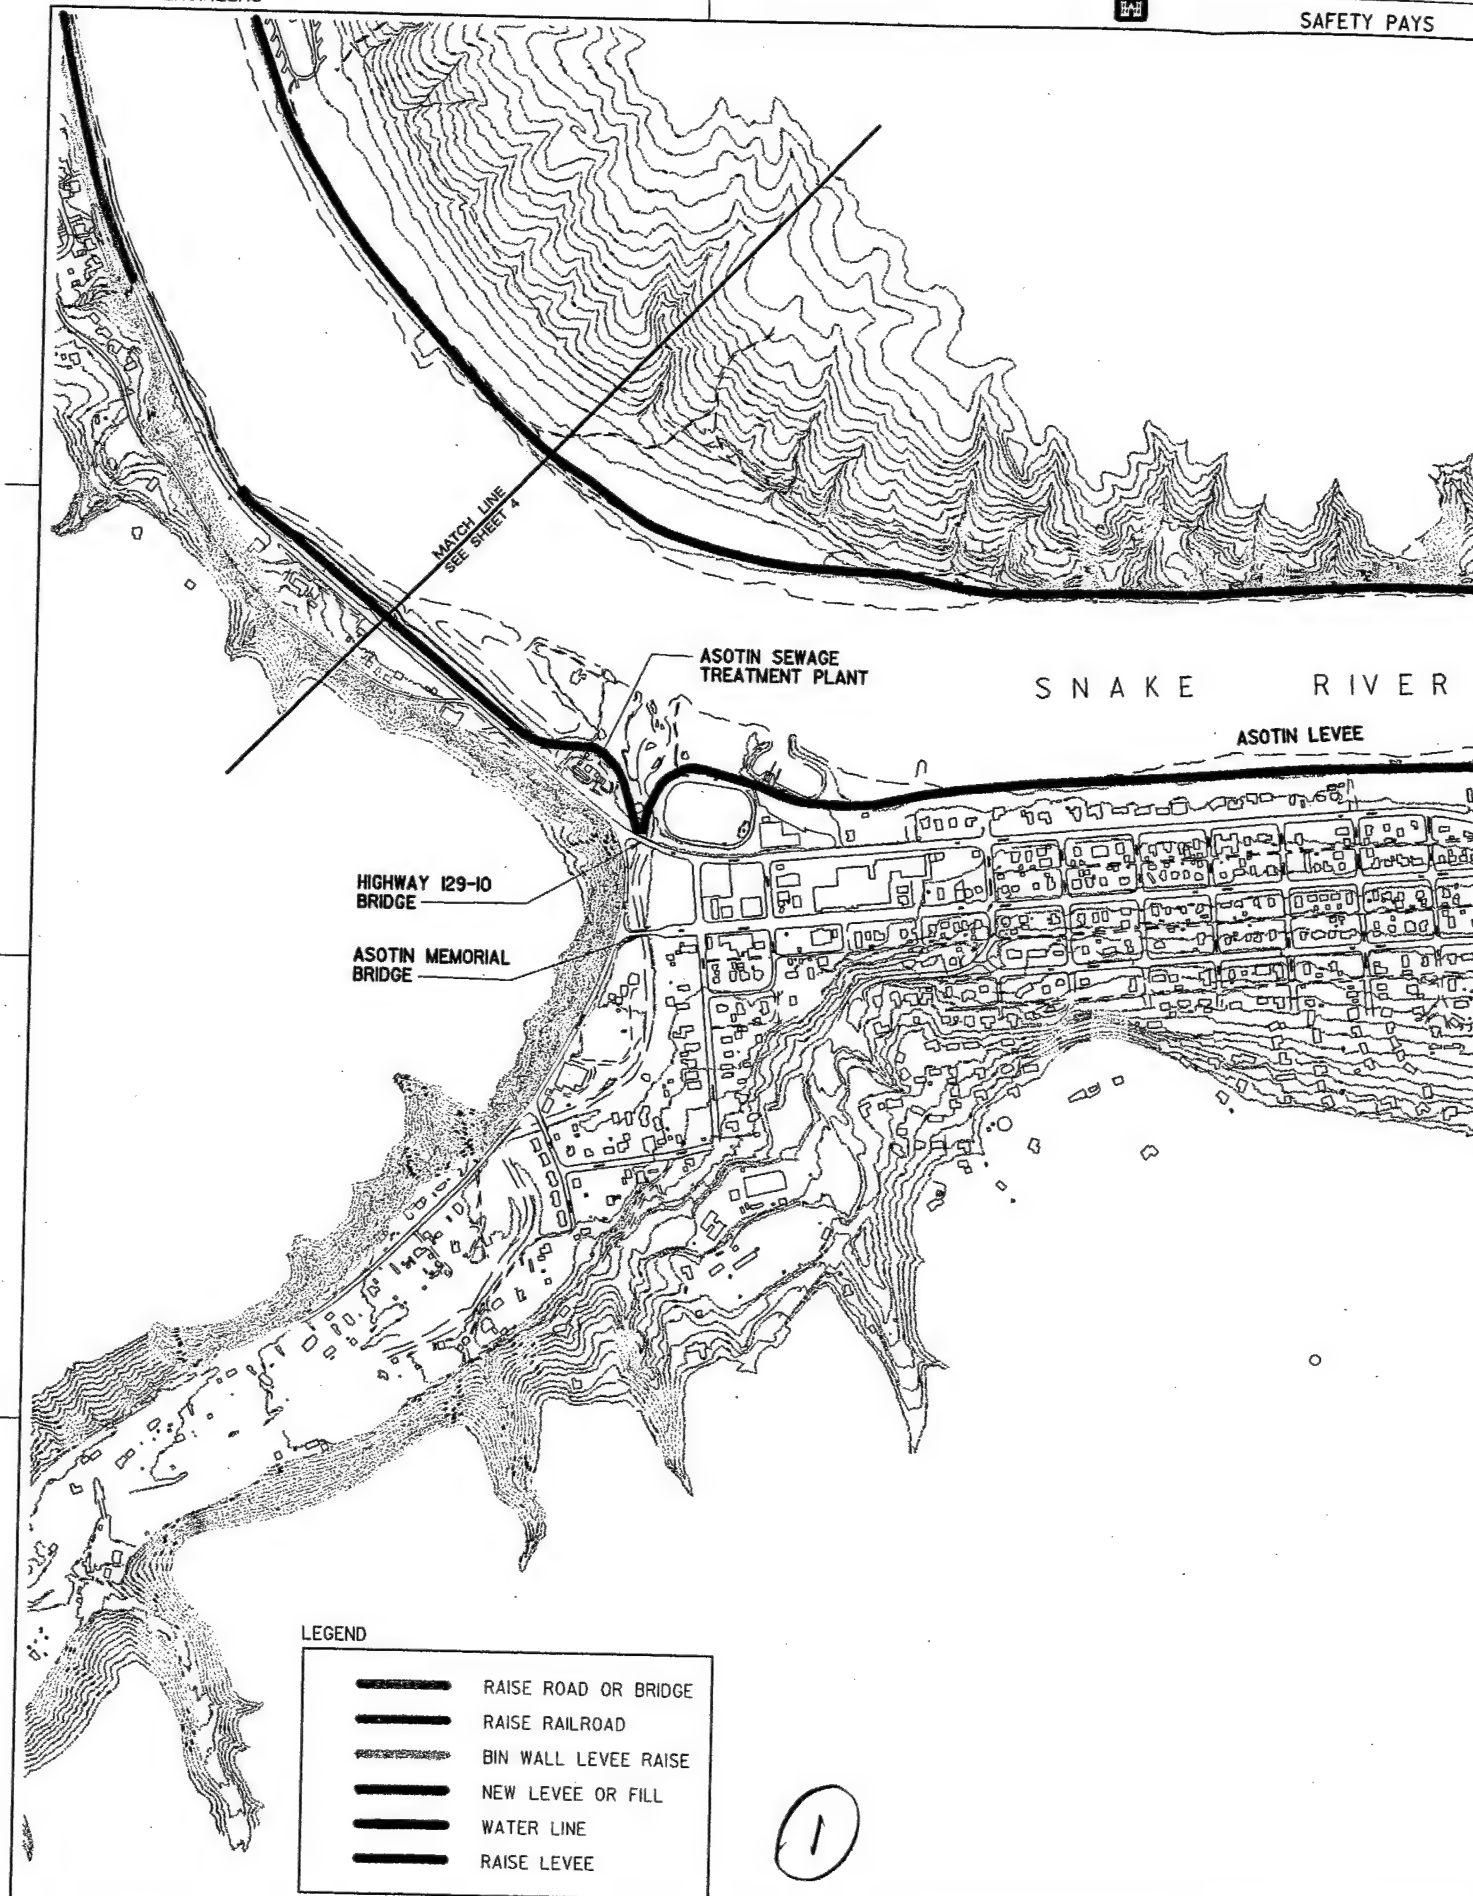 SAFETY PAYS
MATCH LINE
SEE SHEET 4
ASOTIN SEWAGE
TREATMENT PLANT
SNAKE RIVER
ASOTIN LEVEE
HIGHWAY 129-10
BRIDGE
ASOTIN MEMORIAL
BRIDGE
LEGEND
RAISE ROAD OR BRIDGE
RAISE RAILROAD
BIN WALL LEVEE RAISE
NEW LEVEE OR FILL
WATER LINE
RAISE LEVEE
1